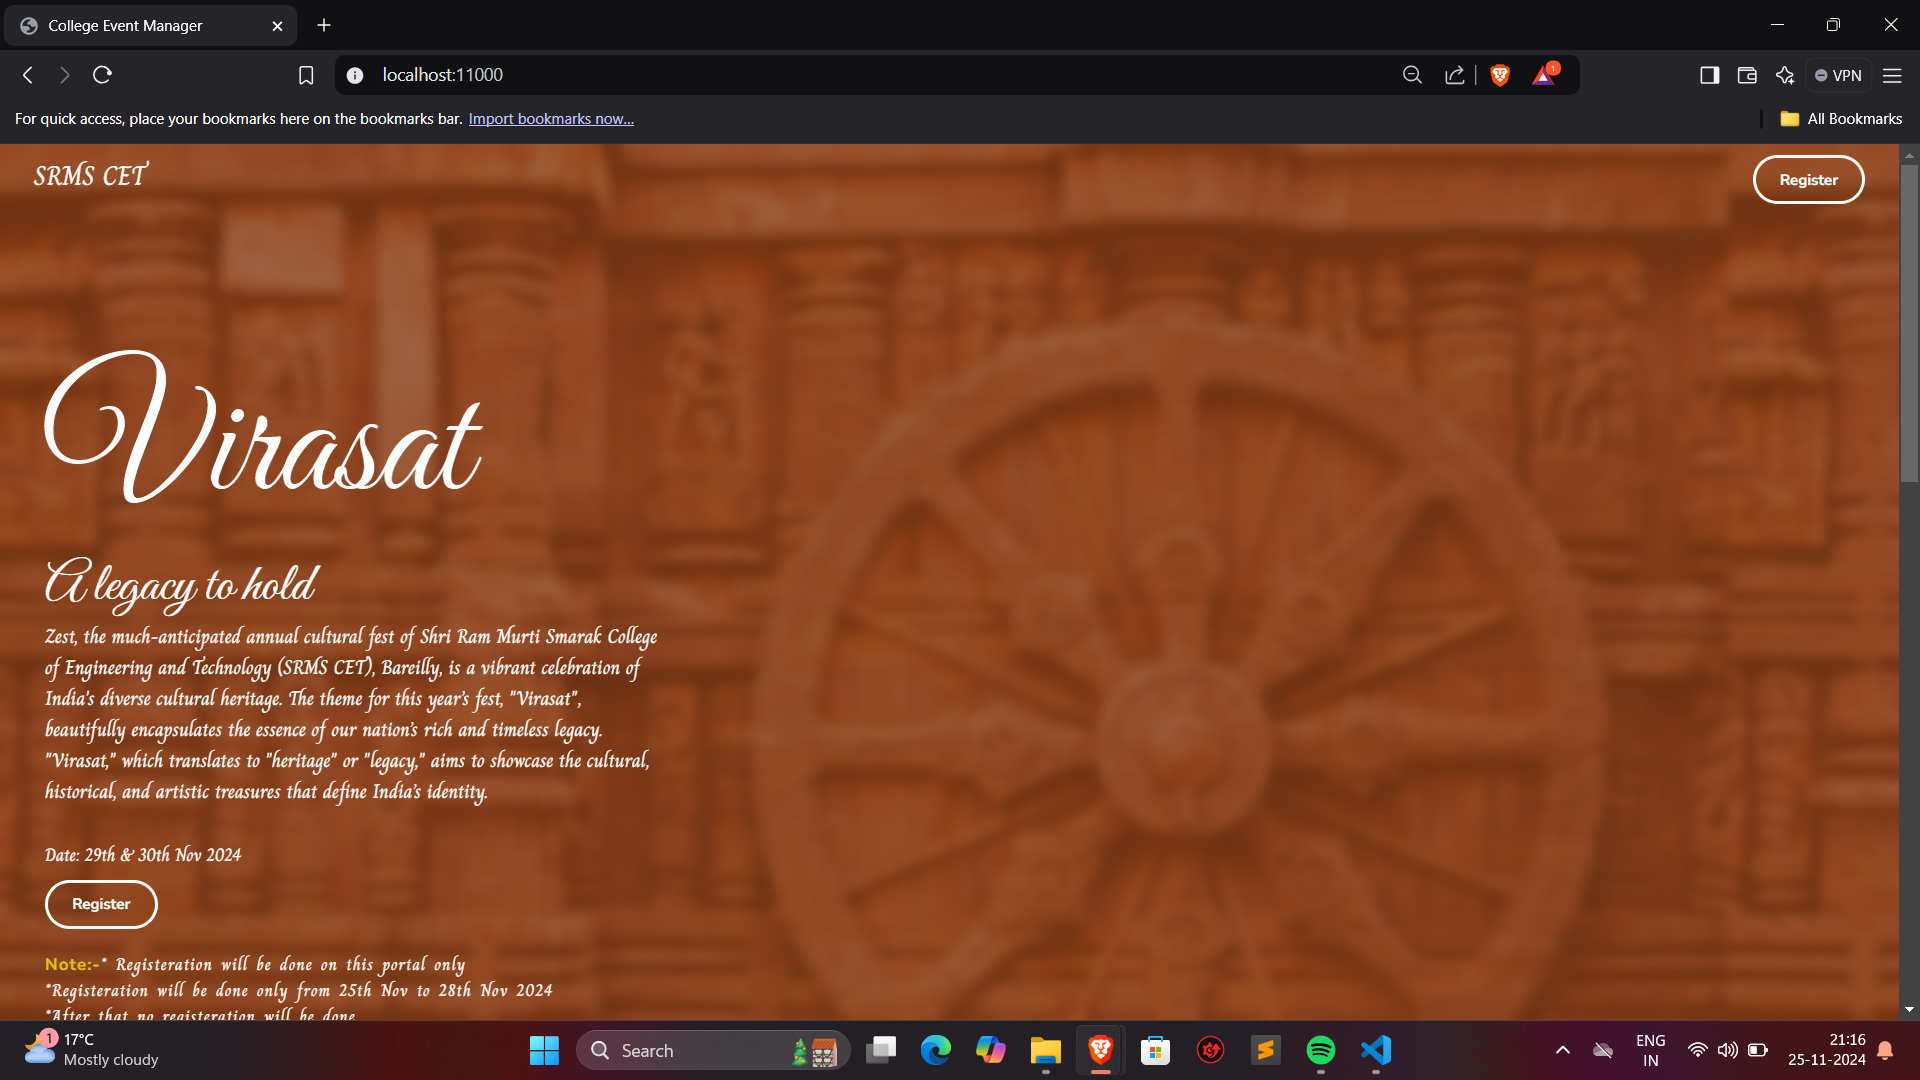 College Event Manager
localhost:11000
1
VPN
For quick access, place your bookmarks here on the bookmarks bar. Import bookmarks now...
All Bookmarks
SRMS CET
Register
Virasat
A legacy to hold
Zest, the much-anticipated annual cultural fest of Shri Ram Murti Smarak College
of Engineering and Technology (SRMS CET), Bareilly, is a vibrant celebration of
India's diverse cultural heritage. The theme for this year's fest, "Virasat",
beautifully encapsulates the essence of our nation's rich and timeless legacy.
"Virasat," which translates to "heritage" or "legacy," aims to showcase the cultural,
historical, and artistic treasures that define India's identity.
Date: 29th & 30th Nov 2024
Register
Note:-* Registeration will be done on this portal only
*Registeration will be done only from 25th Nov to 28th Nov 2024
*After that no registeration will be done
1
17°C
Mostly cloudy
Search
ENG
IN
21:16
25-11-2024